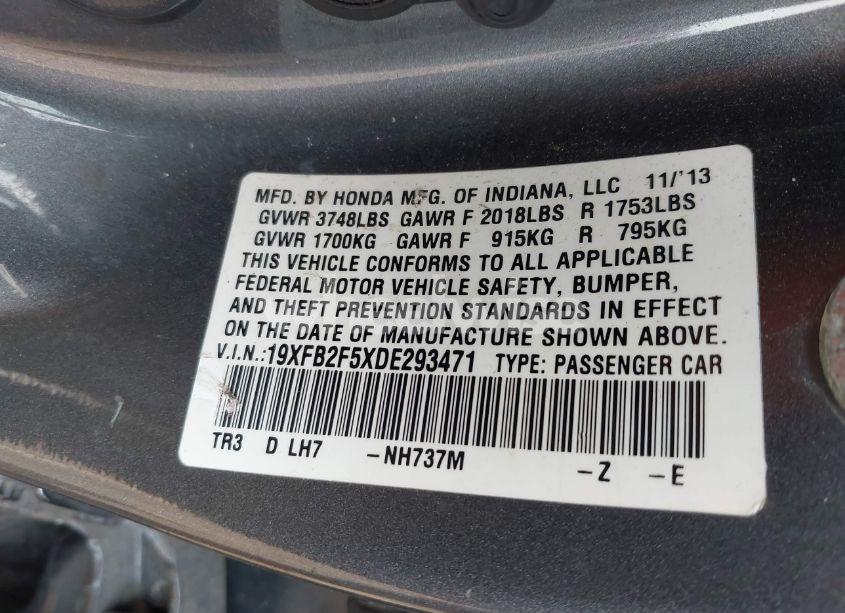 MFD. BY HONDA MFG. OF INDIANA, LLC 11/'13
GVWR 3748LBS GAWR F 2018LBS R 1753LBS
GVWR 1700KG GAWR F 915KG R 795KG
THIS VEHICLE CONFORMS TO ALL APPLICABLE
FEDERAL MOTOR VEHICLE SAFETY, BUMPER,
AND THEFT PREVENTION STANDARDS IN EFFECT
ON THE DATE OF MANUFACTURE SHOWN ABOVE.
V.I.N.:19XFB2F5XDE293471 TYPE: PASSENGER CAR
TR3 D LH7 -NH737M -Z -E